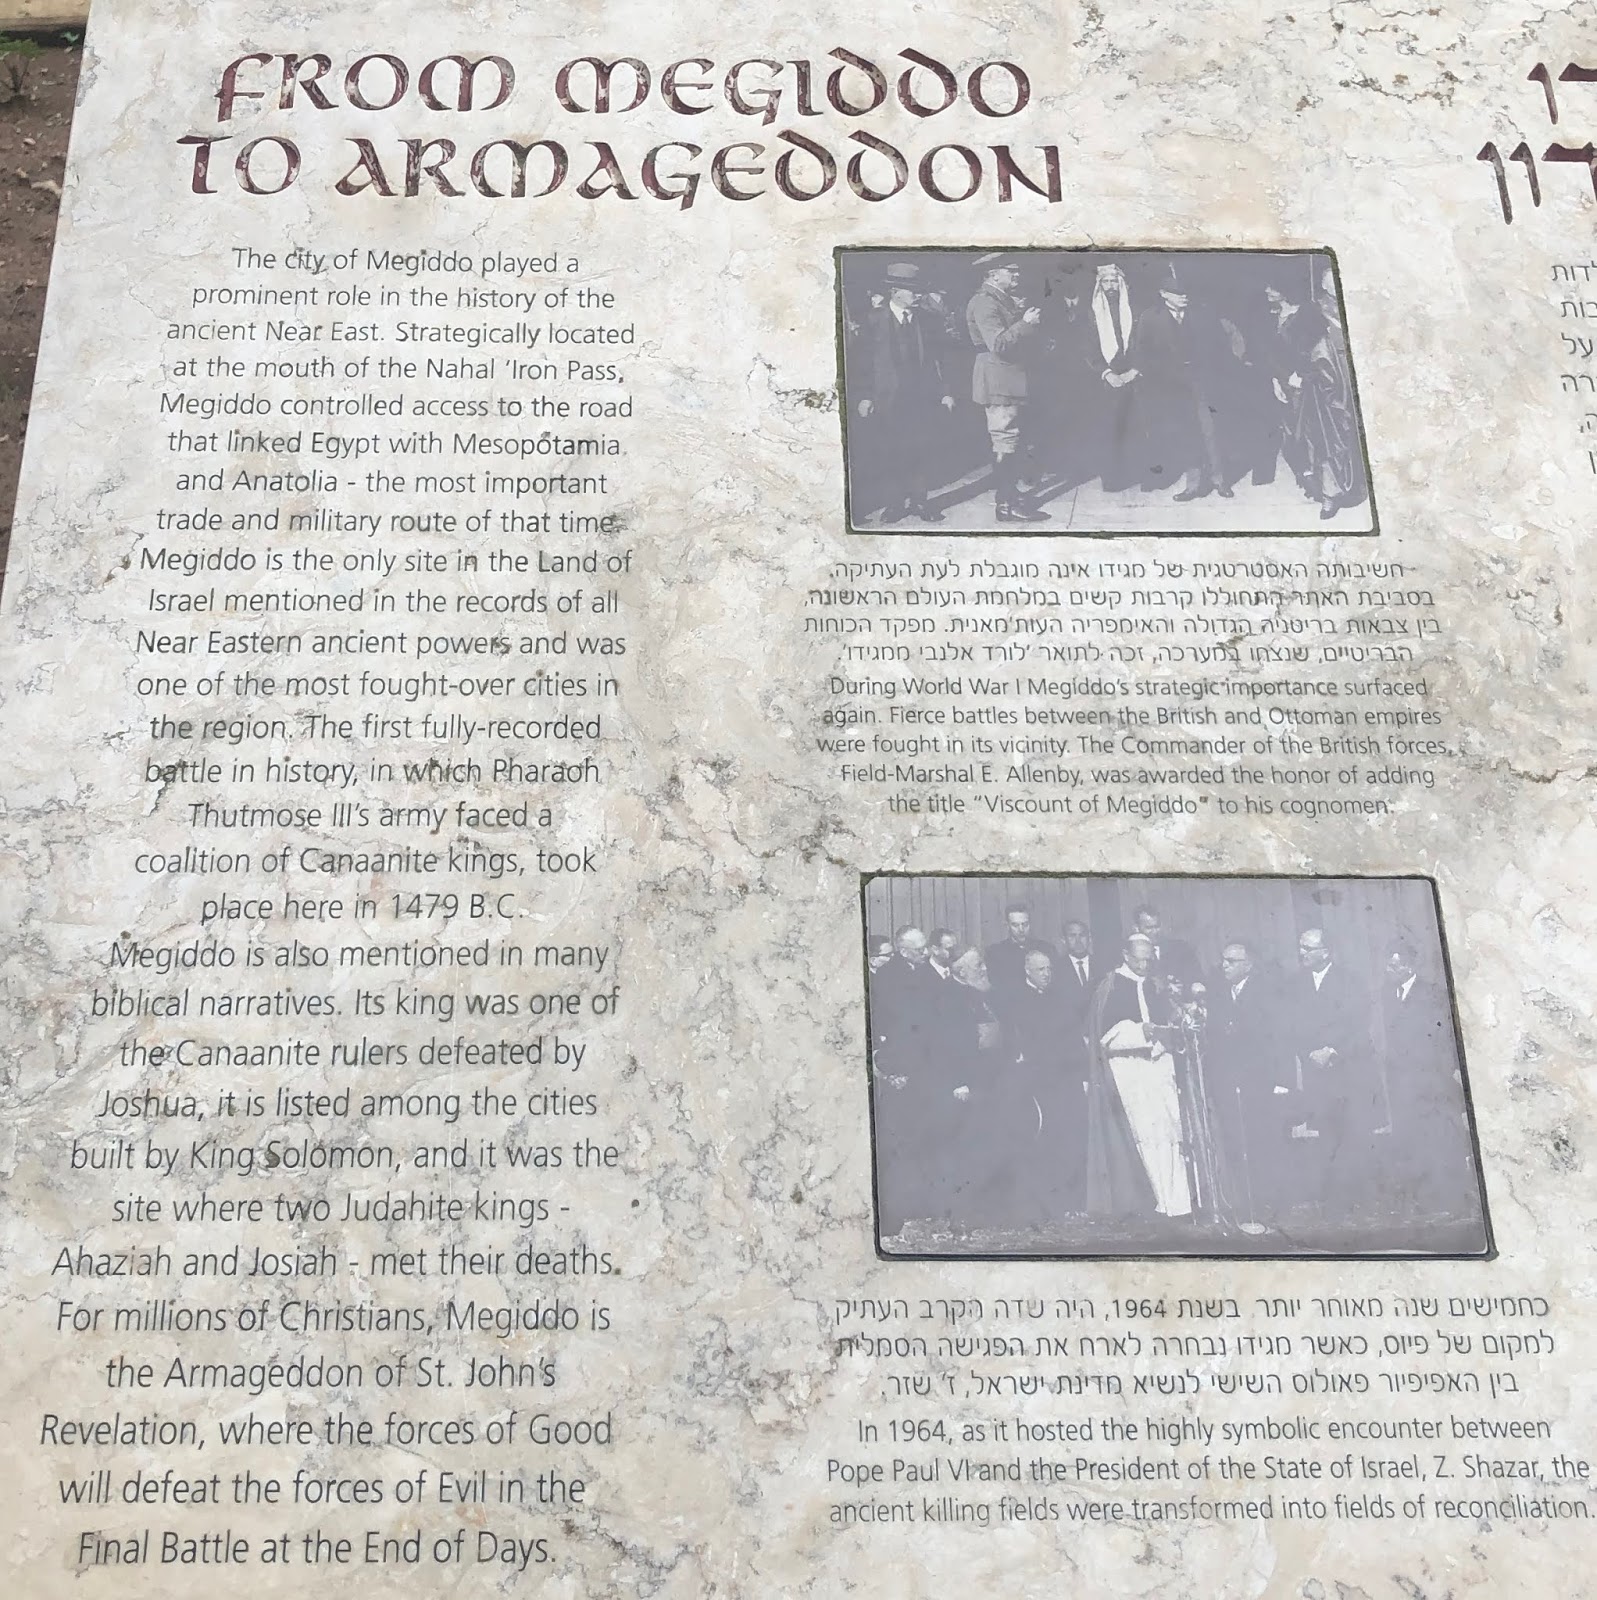 FROM MEGIDDO
TO ARMAGEDDON
The city of Megiddo played a
prominent role in the history of the
ancient Near East. Strategically located
at the mouth of the Nahal ‘Iron Pass,
Megiddo controlled access to the road
that linked Egypt with Mesopotamia
and Anatolia - the most important
trade and military route of that time.
Megiddo is the only site in the Land of
Israel mentioned in the records of all
Near Eastern ancient powers and was
one of the most fought-over cities in
the region. The first fully-recorded
battle in history, in which Pharaoh
Thutmose III’s army faced a
coalition of Canaanite kings, took
place here in 1479 B.C.
Megiddo is also mentioned in many
biblical narratives. Its king was one of
the Canaanite rulers defeated by
Joshua, it is listed among the cities
built by King Solomon, and it was the
site where two Judahite kings -
Ahaziah and Josiah - met their deaths.
For millions of Christians, Megiddo is
the Armageddon of St. John’s
Revelation, where the forces of Good
will defeat the forces of Evil in the
Final Battle at the End of Days.
חשיבותה האסטרטגית של מגידו אינה מוגבלת לעת העתיקה.
בסביבת האתר התחוללו קרבות קשים במלחמת העולם הראשונה,
בין צבאות בריטניה הגדולה והאימפריה העות'מאנית. מפקד הכוחות
הבריטיים, שנצחו במערכה, זכה לתואר 'לורד אלנבי ממגידו'.
During World War I Megiddo’s strategic importance surfaced
again. Fierce battles between the British and Ottoman empires
were fought in its vicinity. The Commander of the British forces,
Field-Marshal E. Allenby, was awarded the honor of adding
the title “Viscount of Megiddo” to his cognomen.
כחמישים שנה מאוחר יותר, בשנת 1964, היה שדה הקרב העתיק
למקום של פיוס, כאשר מגידו נבחרה לארח את הפגישה הסמלית
בין האפיפיור פאולוס השישי לנשיא מדינת ישראל, ז' שזר.
In 1964, as it hosted the highly symbolic encounter between
Pope Paul VI and the President of the State of Israel, Z. Shazar, the
ancient killing fields were transformed into fields of reconciliation.
על